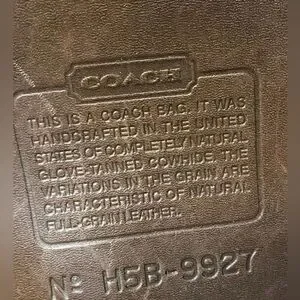 COACH
THIS IS A COACH BAG. IT WAS
HANDCRAFTED IN THE UNITED
STATES OF COMPLETELY NATURAL
GLOVE-TANNED COWHIDE. THE
VARIATIONS IN THE GRAIN ARE
CHARACTERISTIC OF NATURAL
FULL-GRAIN LEATHER.
Nº H5B-9927